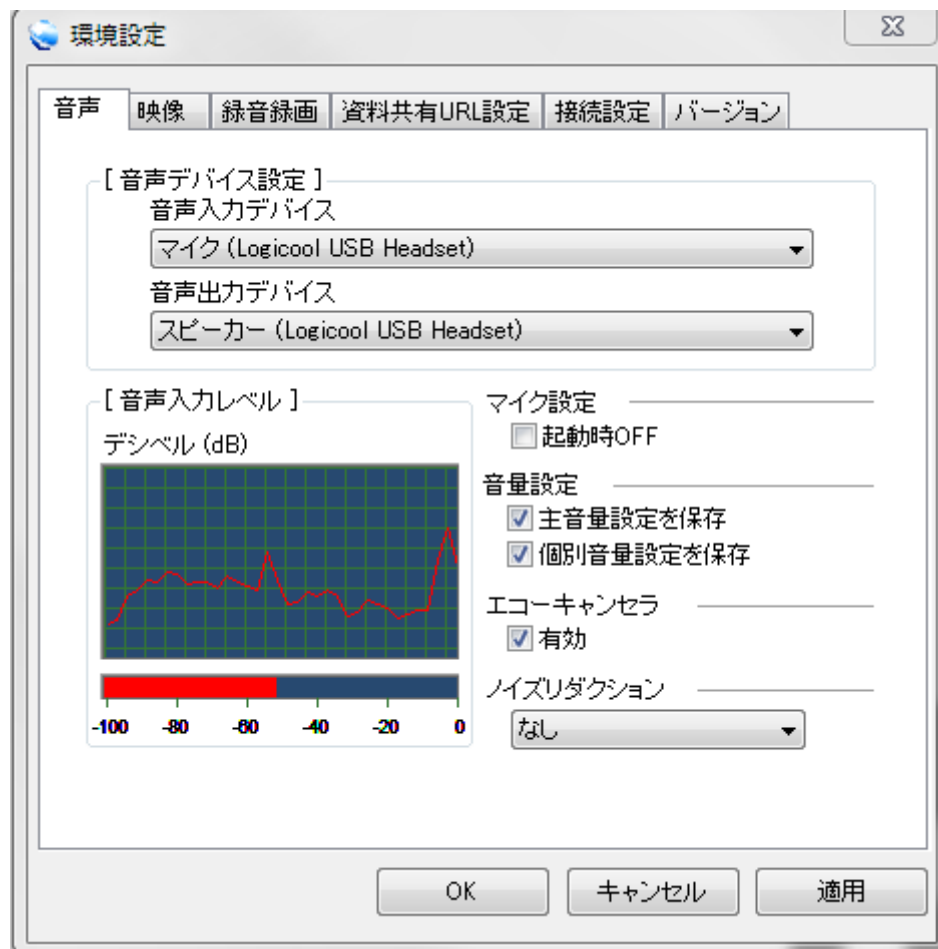 環境設定
音声 映像 録音録画 資料共有URL設定 接続設定 バージョン
[ 音声デバイス設定 ]
音声入力デバイス
マイク (Logicool USB Headset)
音声出力デバイス
スピーカー (Logicool USB Headset)
[ 音声入力レベル ]
デシベル (dB)
-100 -80 -60 -40 -20 0
マイク設定
起動時OFF
音量設定
主音量設定を保存
個別音量設定を保存
エコーキャンセラ
有効
ノイズリダクション
なし
OK キャンセル 適用